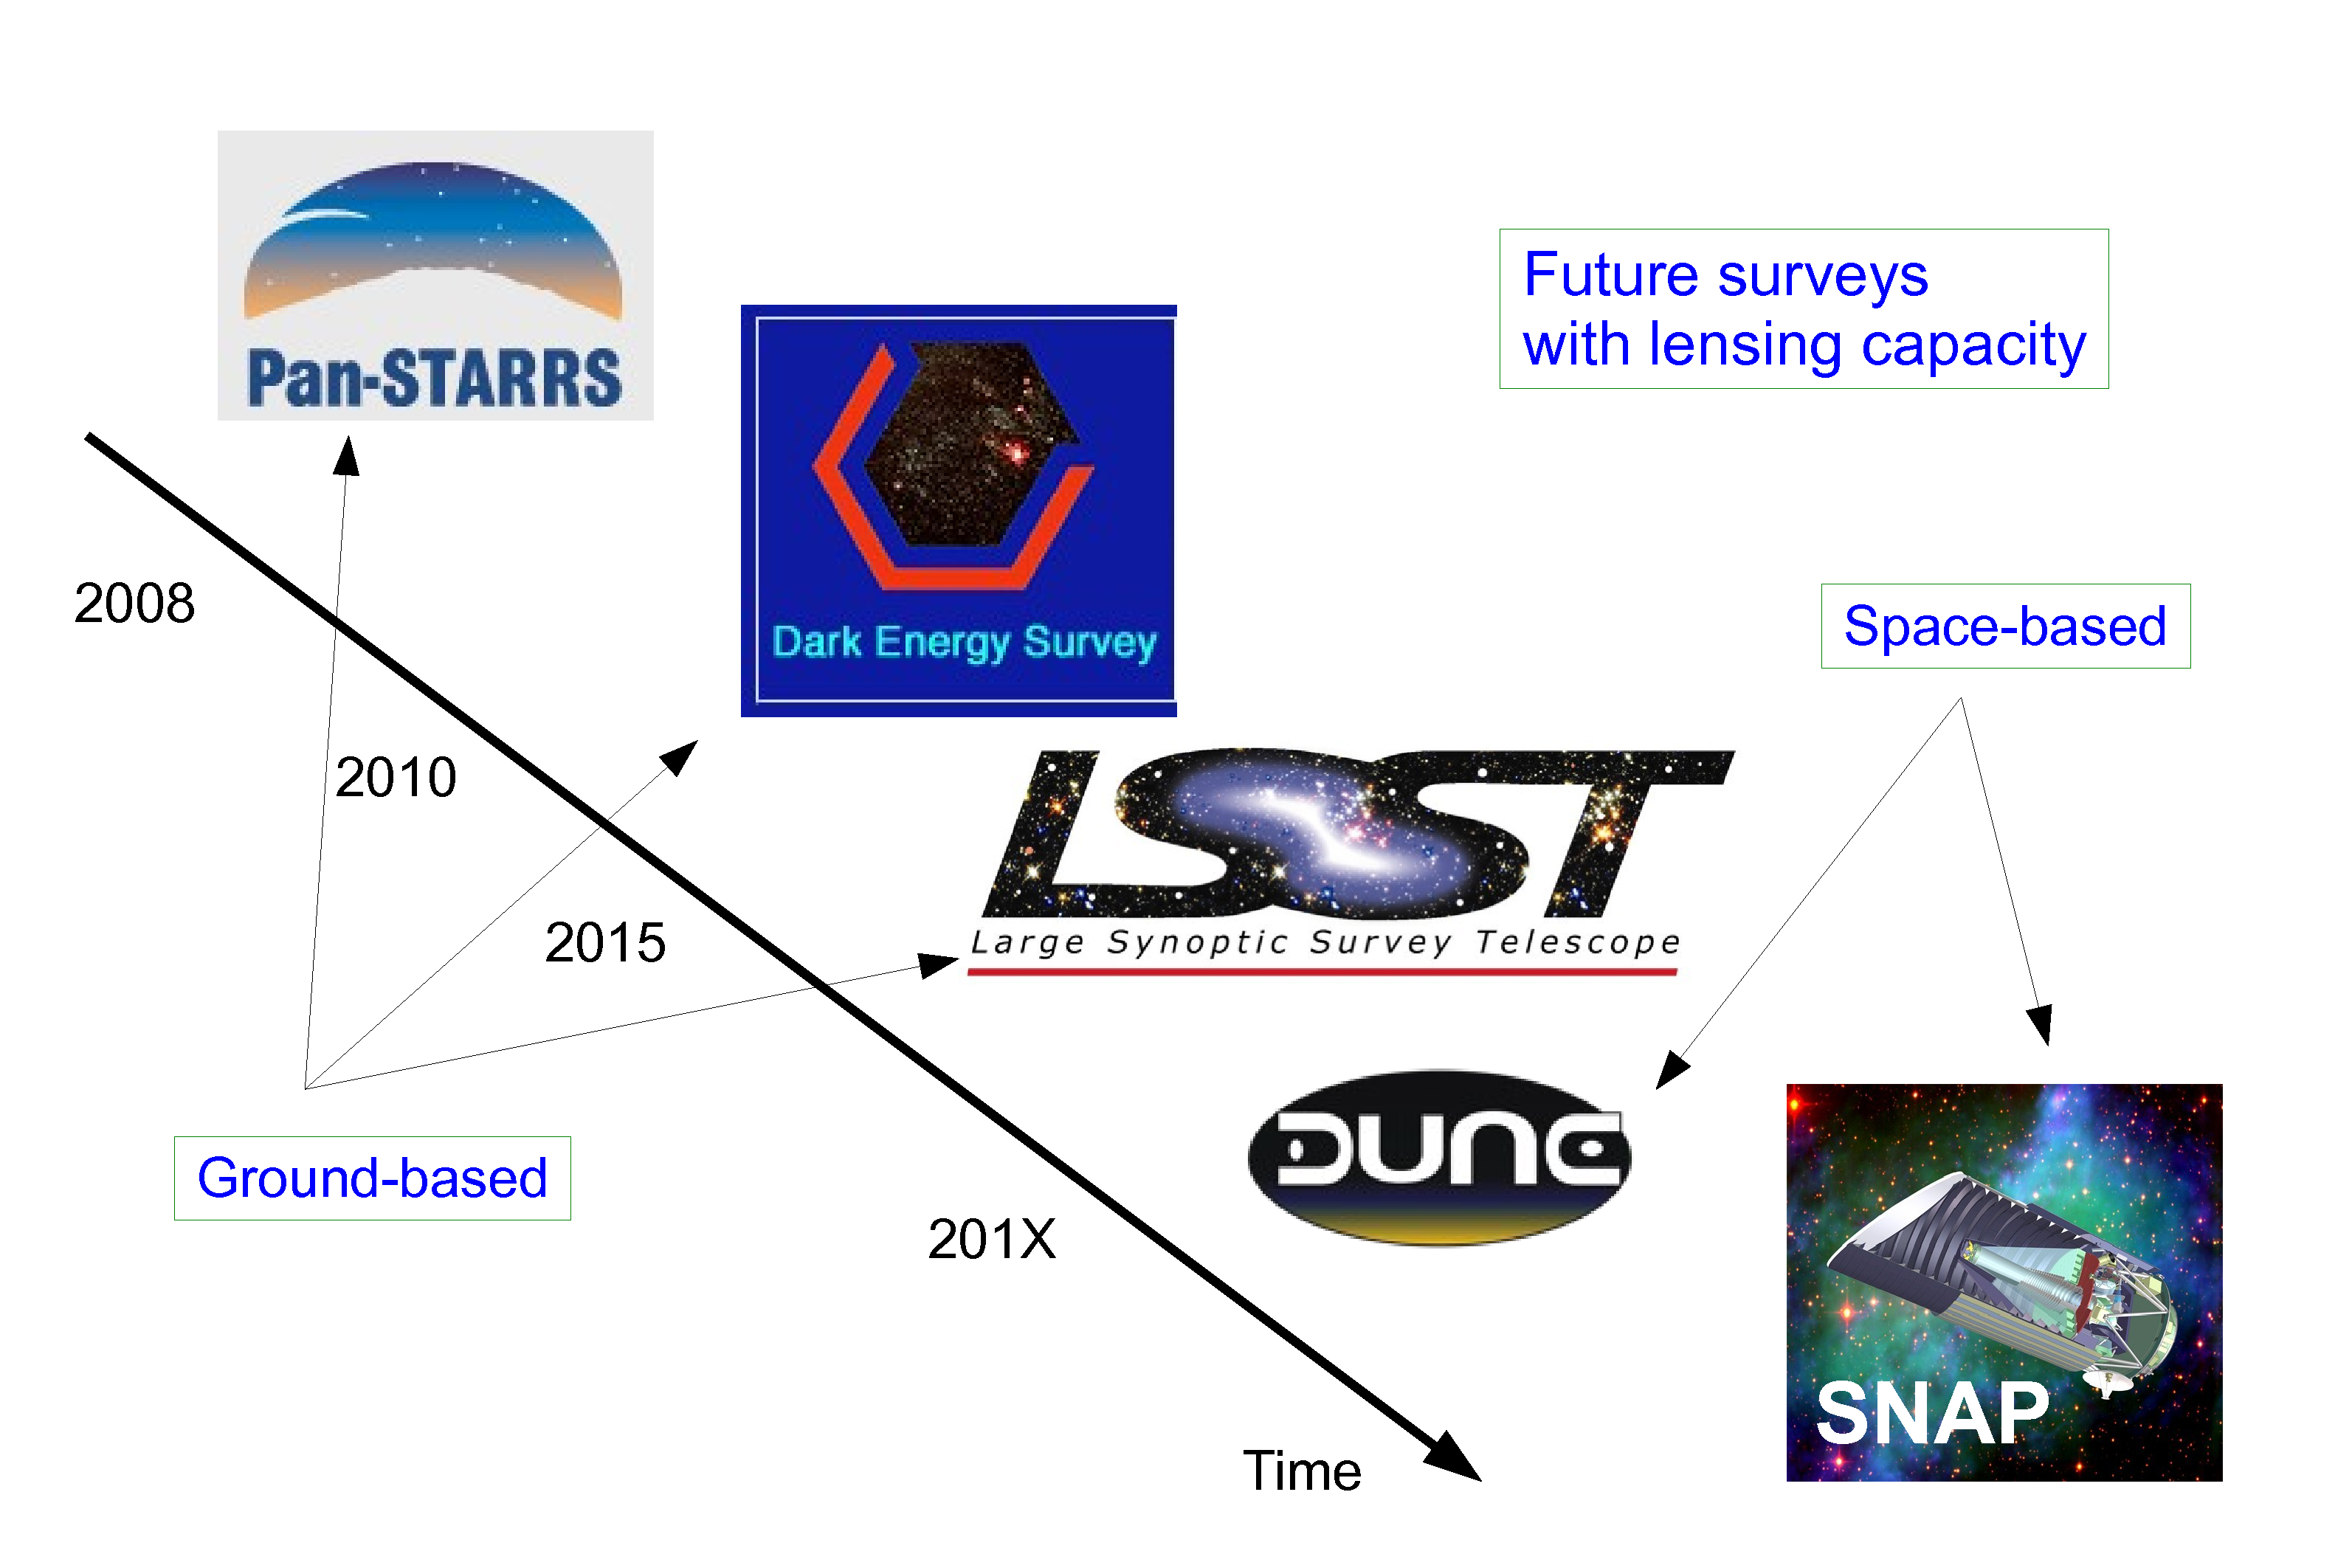 Pan-STARRS
Future surveys
with lensing capacity
2008
Dark Energy Survey
Space-based
2010
LSST
2015
Large Synoptic Survey Telescope
DUNE
Ground-based
201X
SNAP
Time